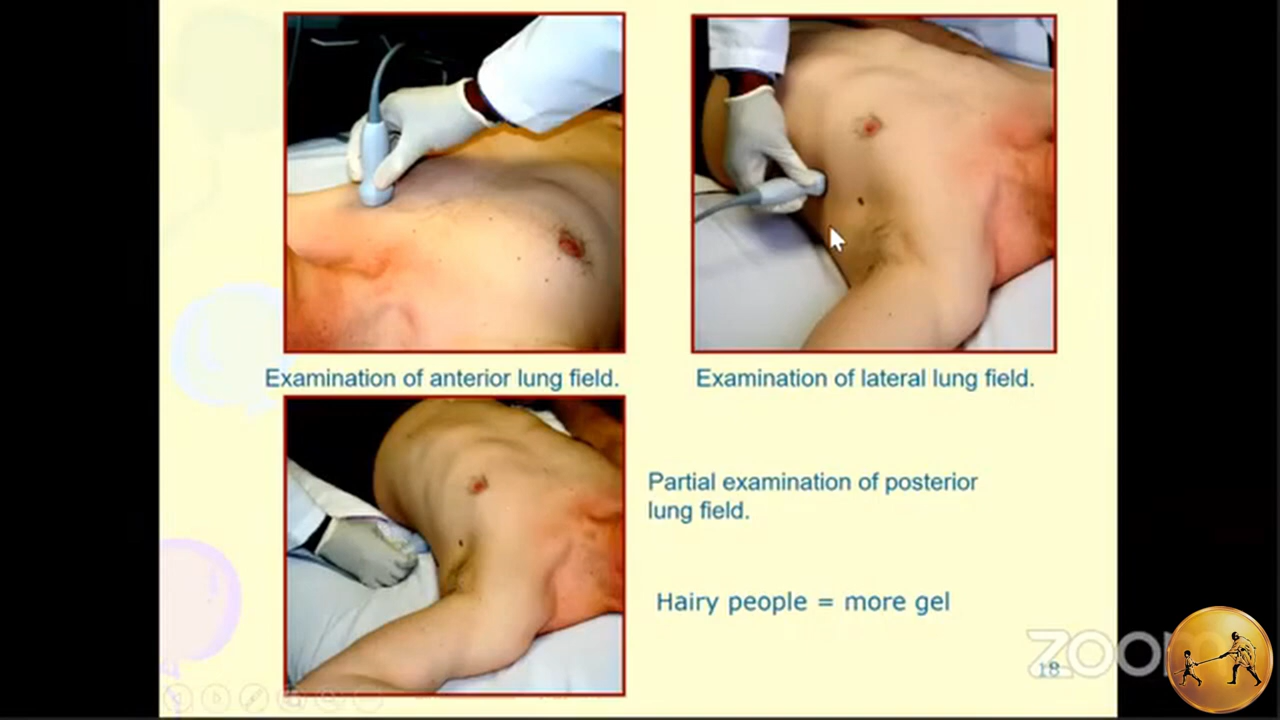 Examination of anterior lung field.
Examination of lateral lung field.
Partial examination of posterior
lung field.
Hairy people = more gel
zoom
18